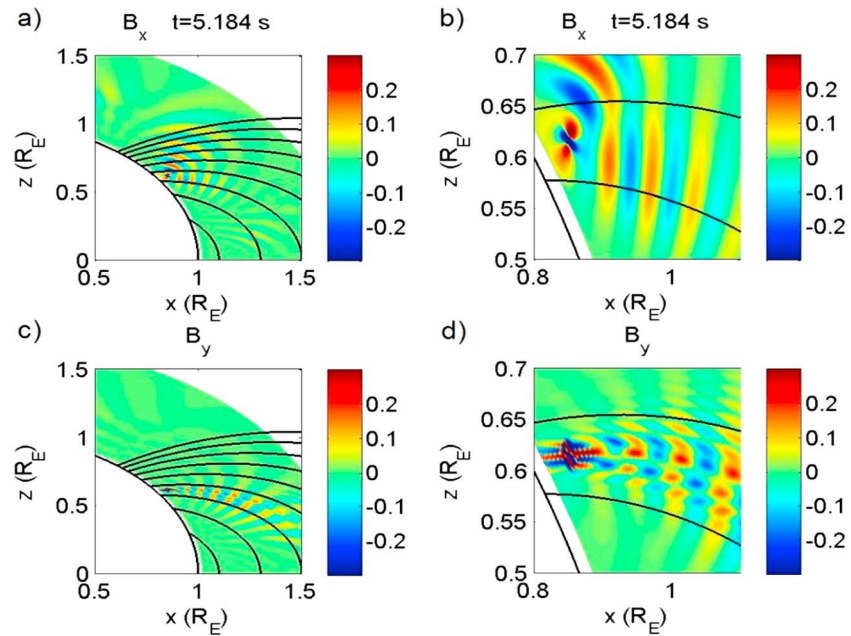 a) B_x t=5.184 s
1.5
1
0.5
0
z (R_E)
0.5 1 1.5
x (R_E)
0.2
0.1
0
-0.1
-0.2
b) B_x t=5.184 s
0.7
0.65
0.6
0.55
0.5
z (R_E)
0.8 1
x (R_E)
0.2
0.1
0
-0.1
-0.2
c) B_y
1.5
1
0.5
0
z (R_E)
0.5 1 1.5
x (R_E)
0.2
0.1
0
-0.1
-0.2
d) B_y
0.7
0.65
0.6
0.55
0.5
z (R_E)
0.8 1
x (R_E)
0.2
0.1
0
-0.1
-0.2